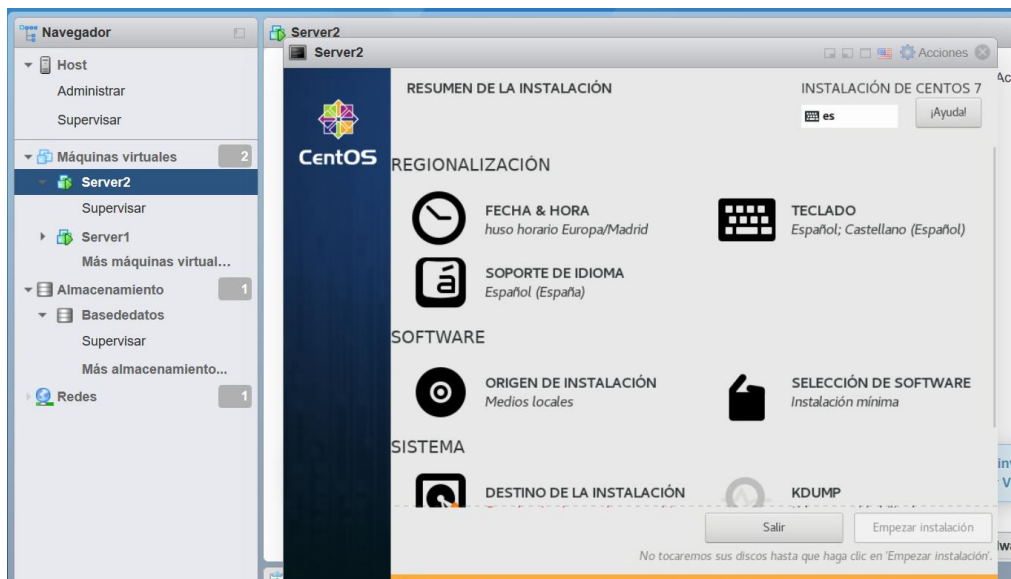 Navegador
Host
Administrar
Supervisar
Máquinas virtuales 2
Server2
Supervisar
Server1
Más máquinas virtual...
Almacenamiento 1
Basededatos
Supervisar
Más almacenamiento...
Redes 1
Server2
Server2 Acciones
CentOS
RESUMEN DE LA INSTALACIÓN
INSTALACIÓN DE CENTOS 7
es ¡Ayuda!
REGIONALIZACIÓN
FECHA & HORA
huso horario Europa/Madrid
TECLADO
Español; Castellano (Español)
SOPORTE DE IDIOMA
Español (España)
SOFTWARE
ORIGEN DE INSTALACIÓN
Medios locales
SELECCIÓN DE SOFTWARE
Instalación mínima
SISTEMA
DESTINO DE LA INSTALACIÓN
KDUMP
Salir Empezar instalación
No tocaremos sus discos hasta que haga clic en 'Empezar instalación'.